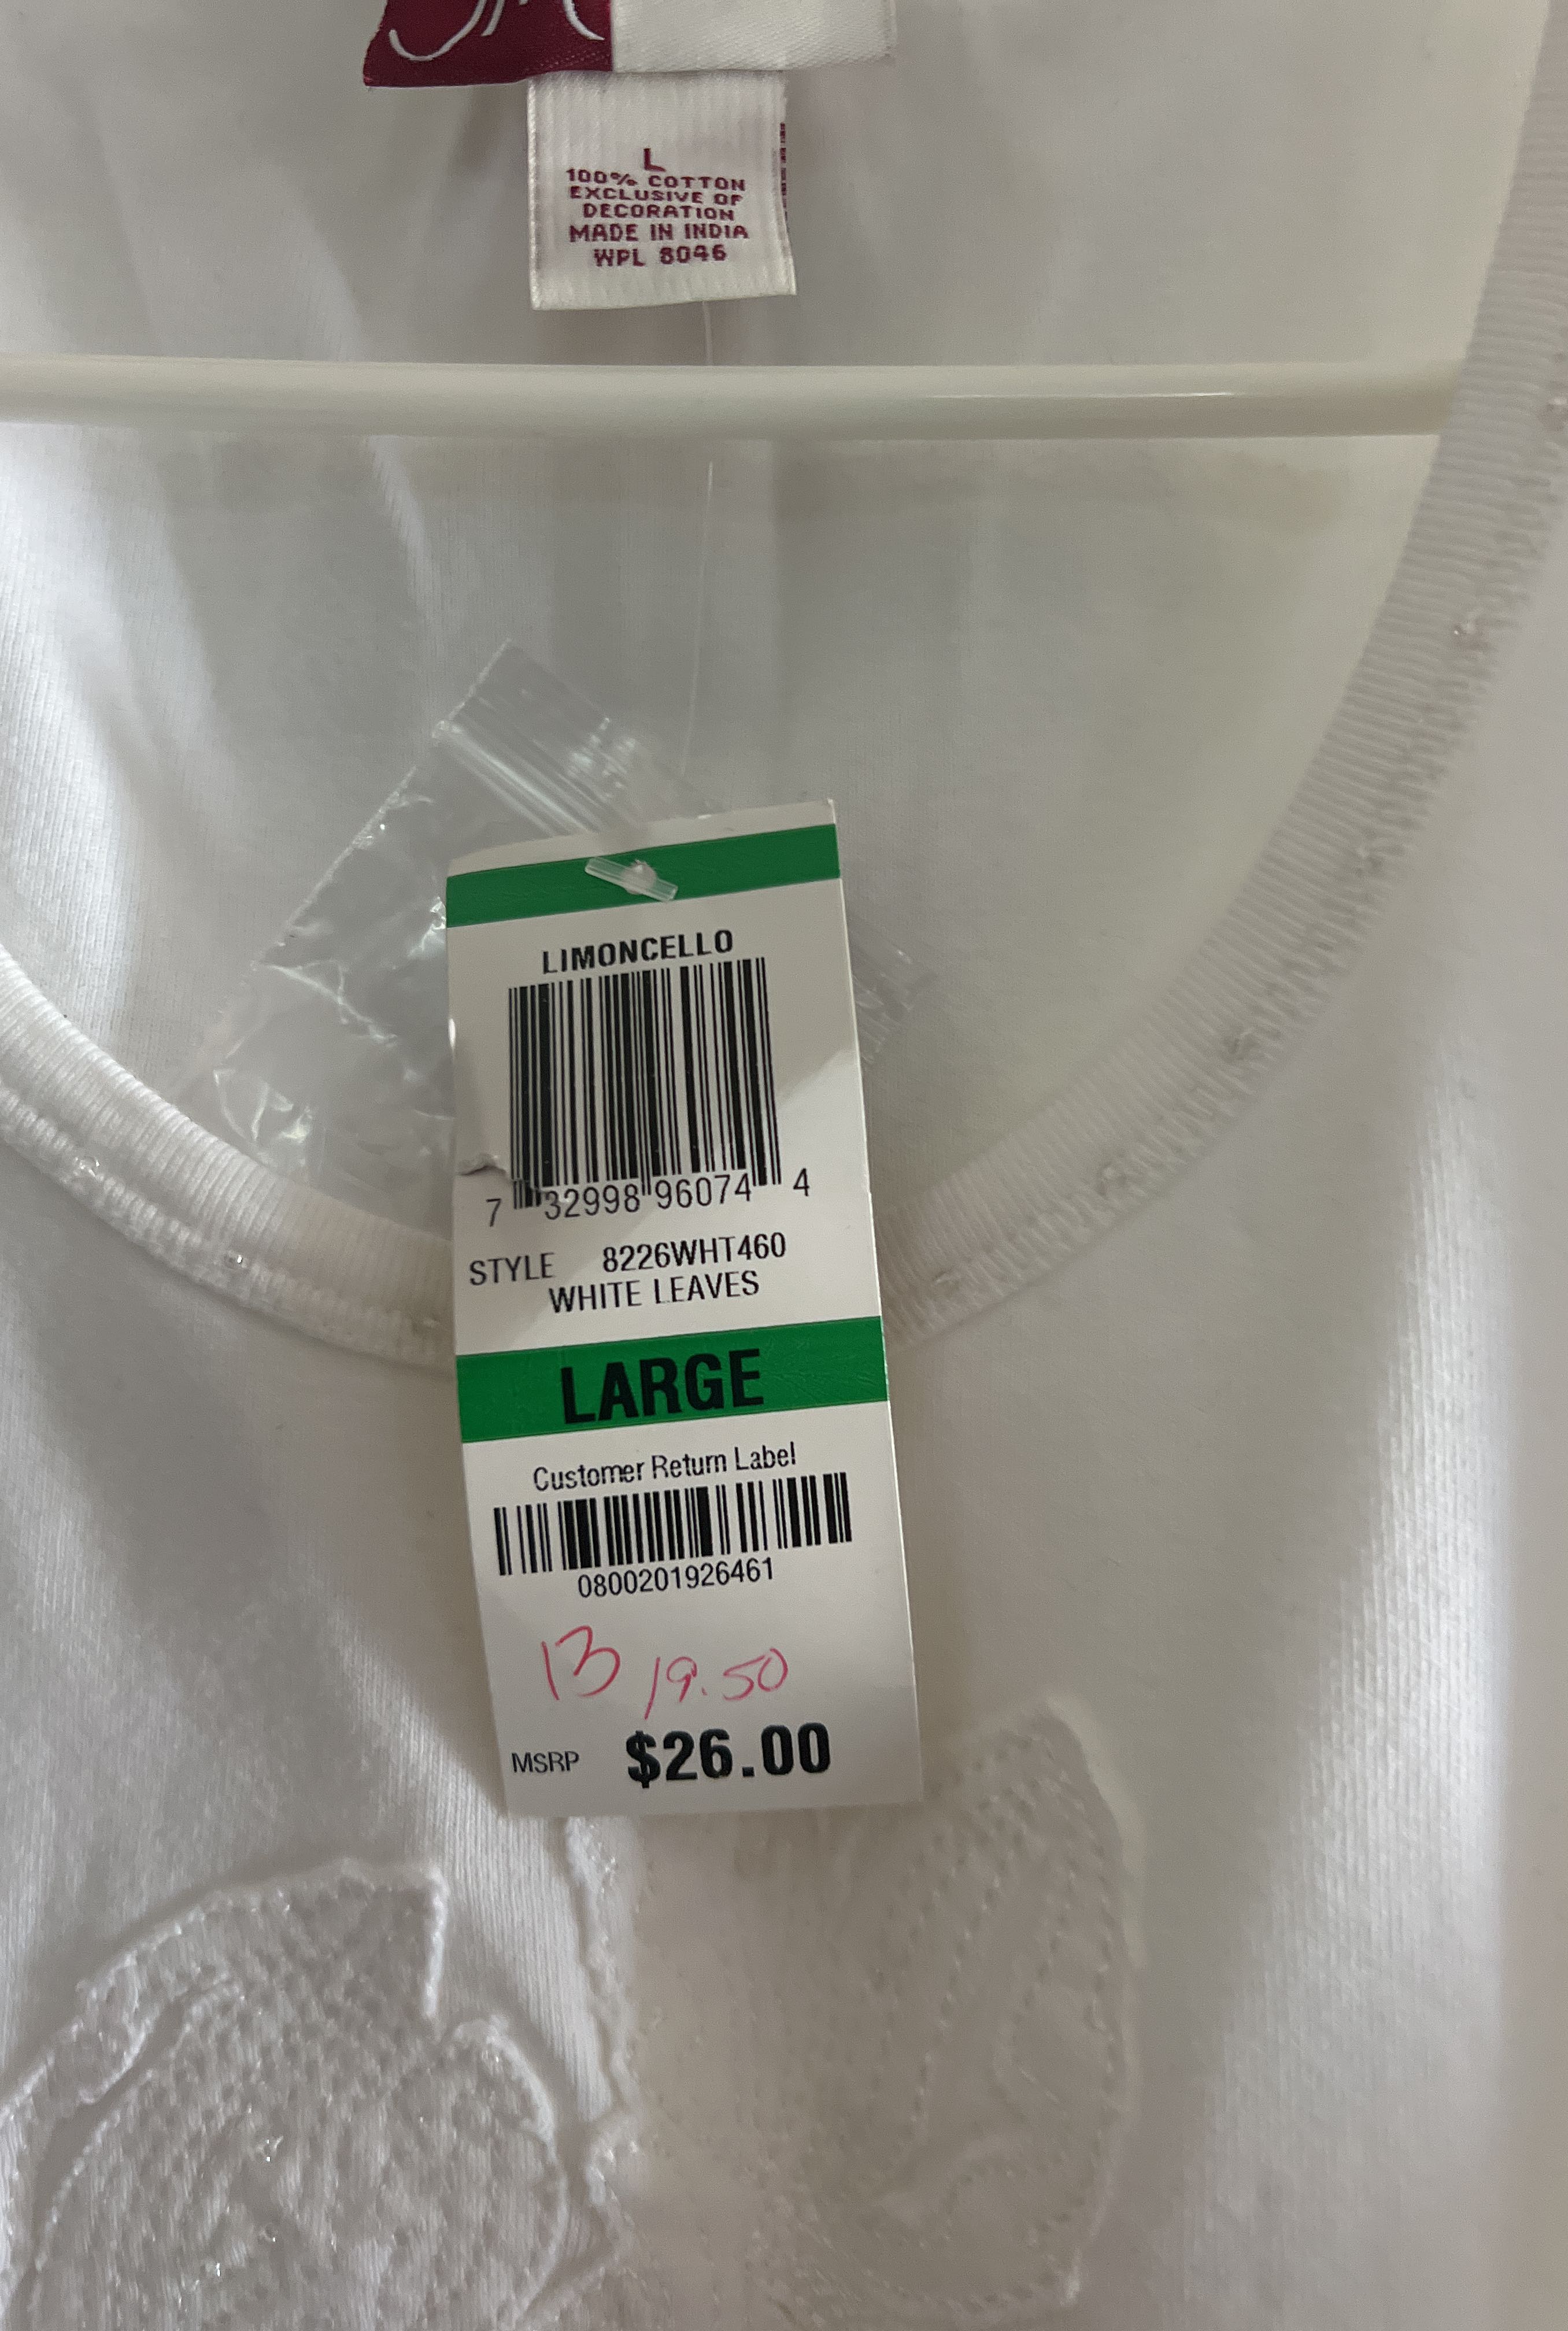 L
100% COTTON
EXCLUSIVE OF
DECORATION
MADE IN INDIA
WPL 8046
LIMONCELLO
7 32998 96074 4
STYLE 8226WHT460
WHITE LEAVES
LARGE
Customer Return Label
0800201926461
13 19.50
MSRP $26.00